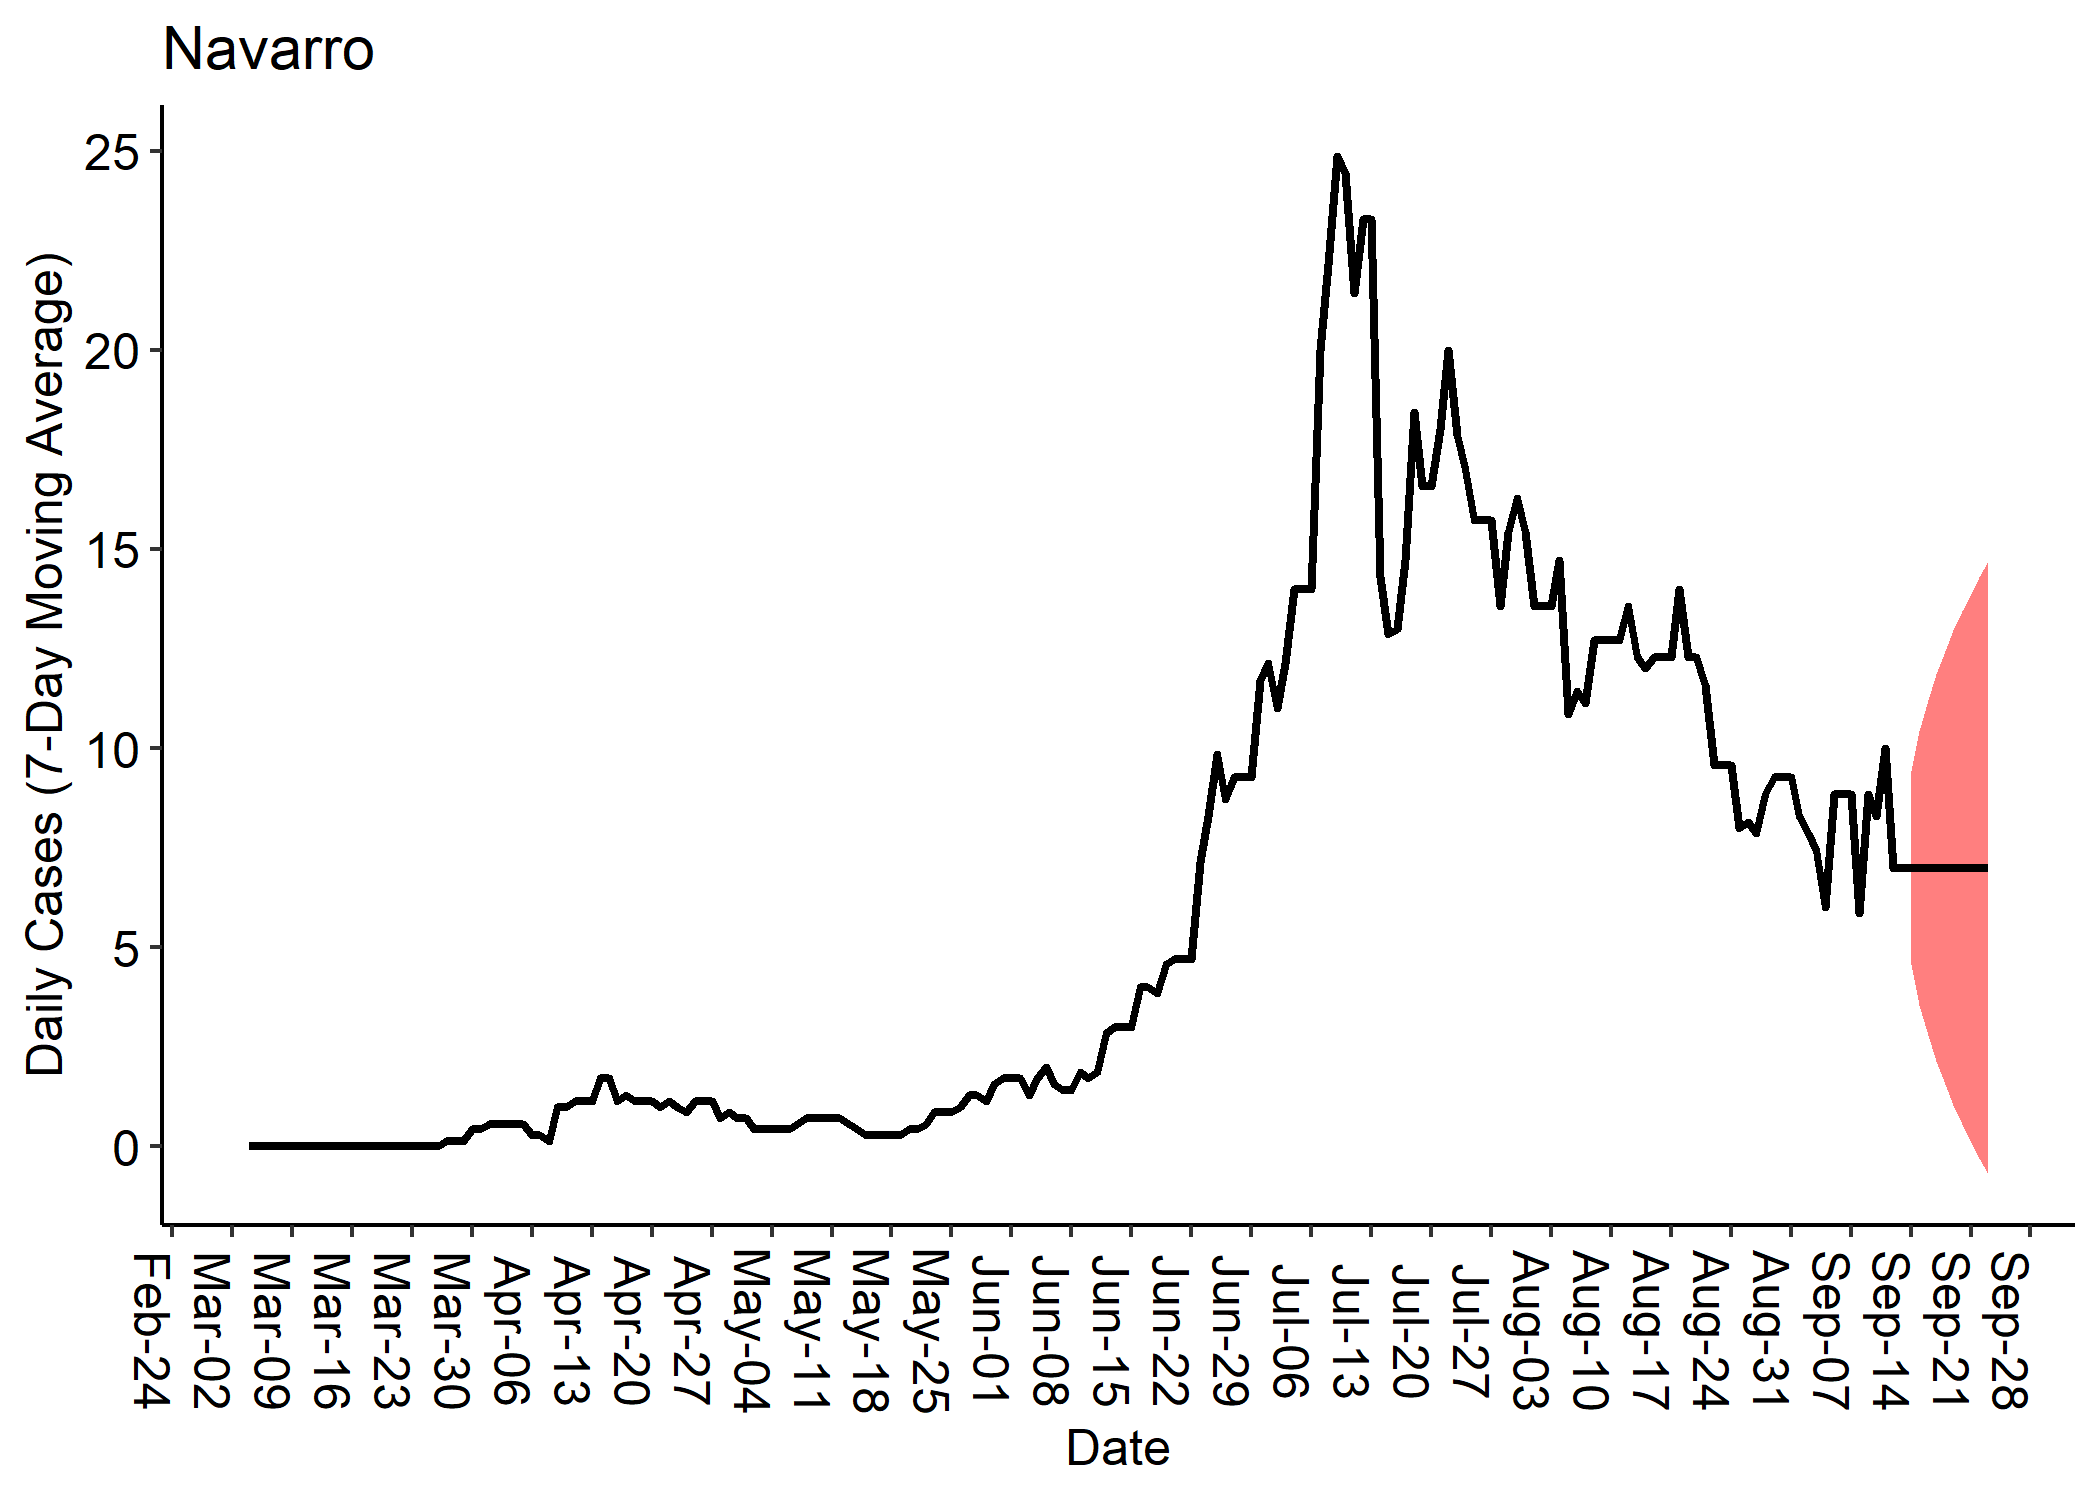 Navarro
Daily Cases (7-Day Moving Average)
25
20
15
10
5
0
Feb-24
Mar-02
Mar-09
Mar-16
Mar-23
Mar-30
Apr-06
Apr-13
Apr-20
Apr-27
May-04
May-11
May-18
May-25
Jun-01
Jun-08
Jun-15
Jun-22
Jun-29
Jul-06
Jul-13
Jul-20
Jul-27
Aug-03
Aug-10
Aug-17
Aug-24
Aug-31
Sep-07
Sep-14
Sep-21
Sep-28
Date